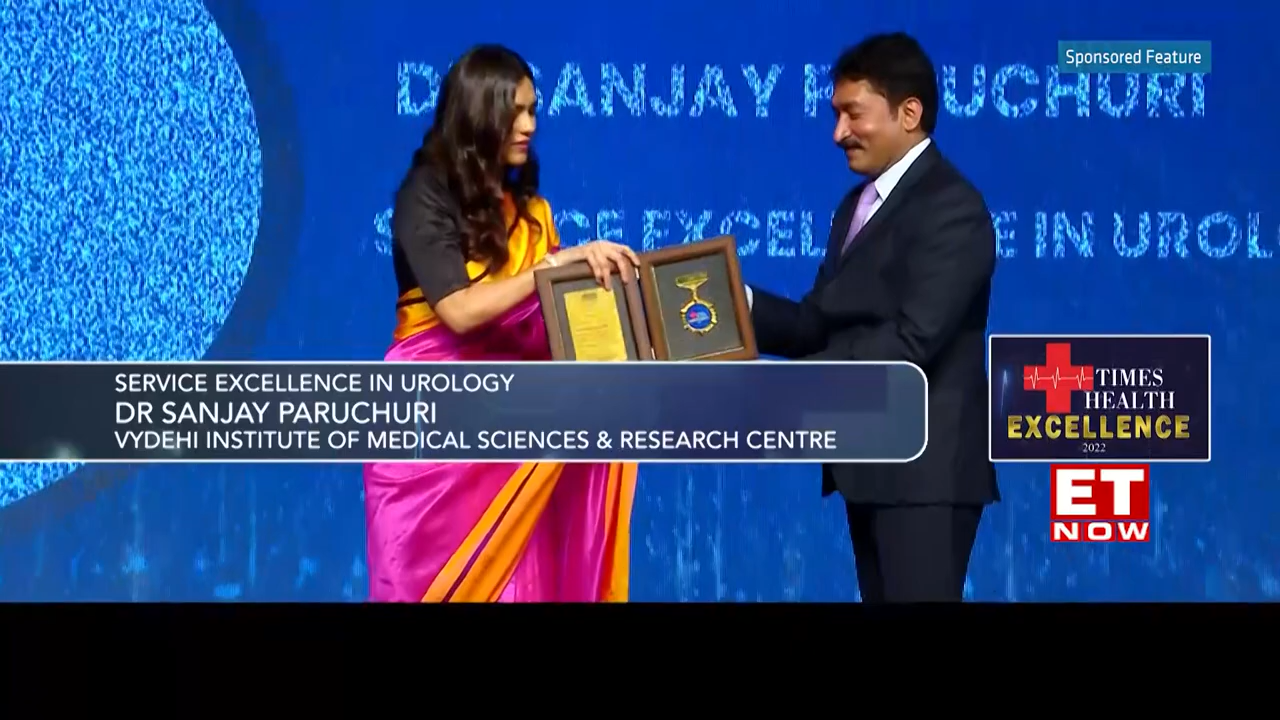 Sponsored Feature
SANJAY
IN
SERVICE EXCELLENCE IN UROLOGY
DR SANJAY PARUCHURI
VYDEHI INSTITUTE OF MEDICAL SCIENCES & RESEARCH CENTRE
TIMES
HEALTH
EXCELLENCE
2022
ET
NOW